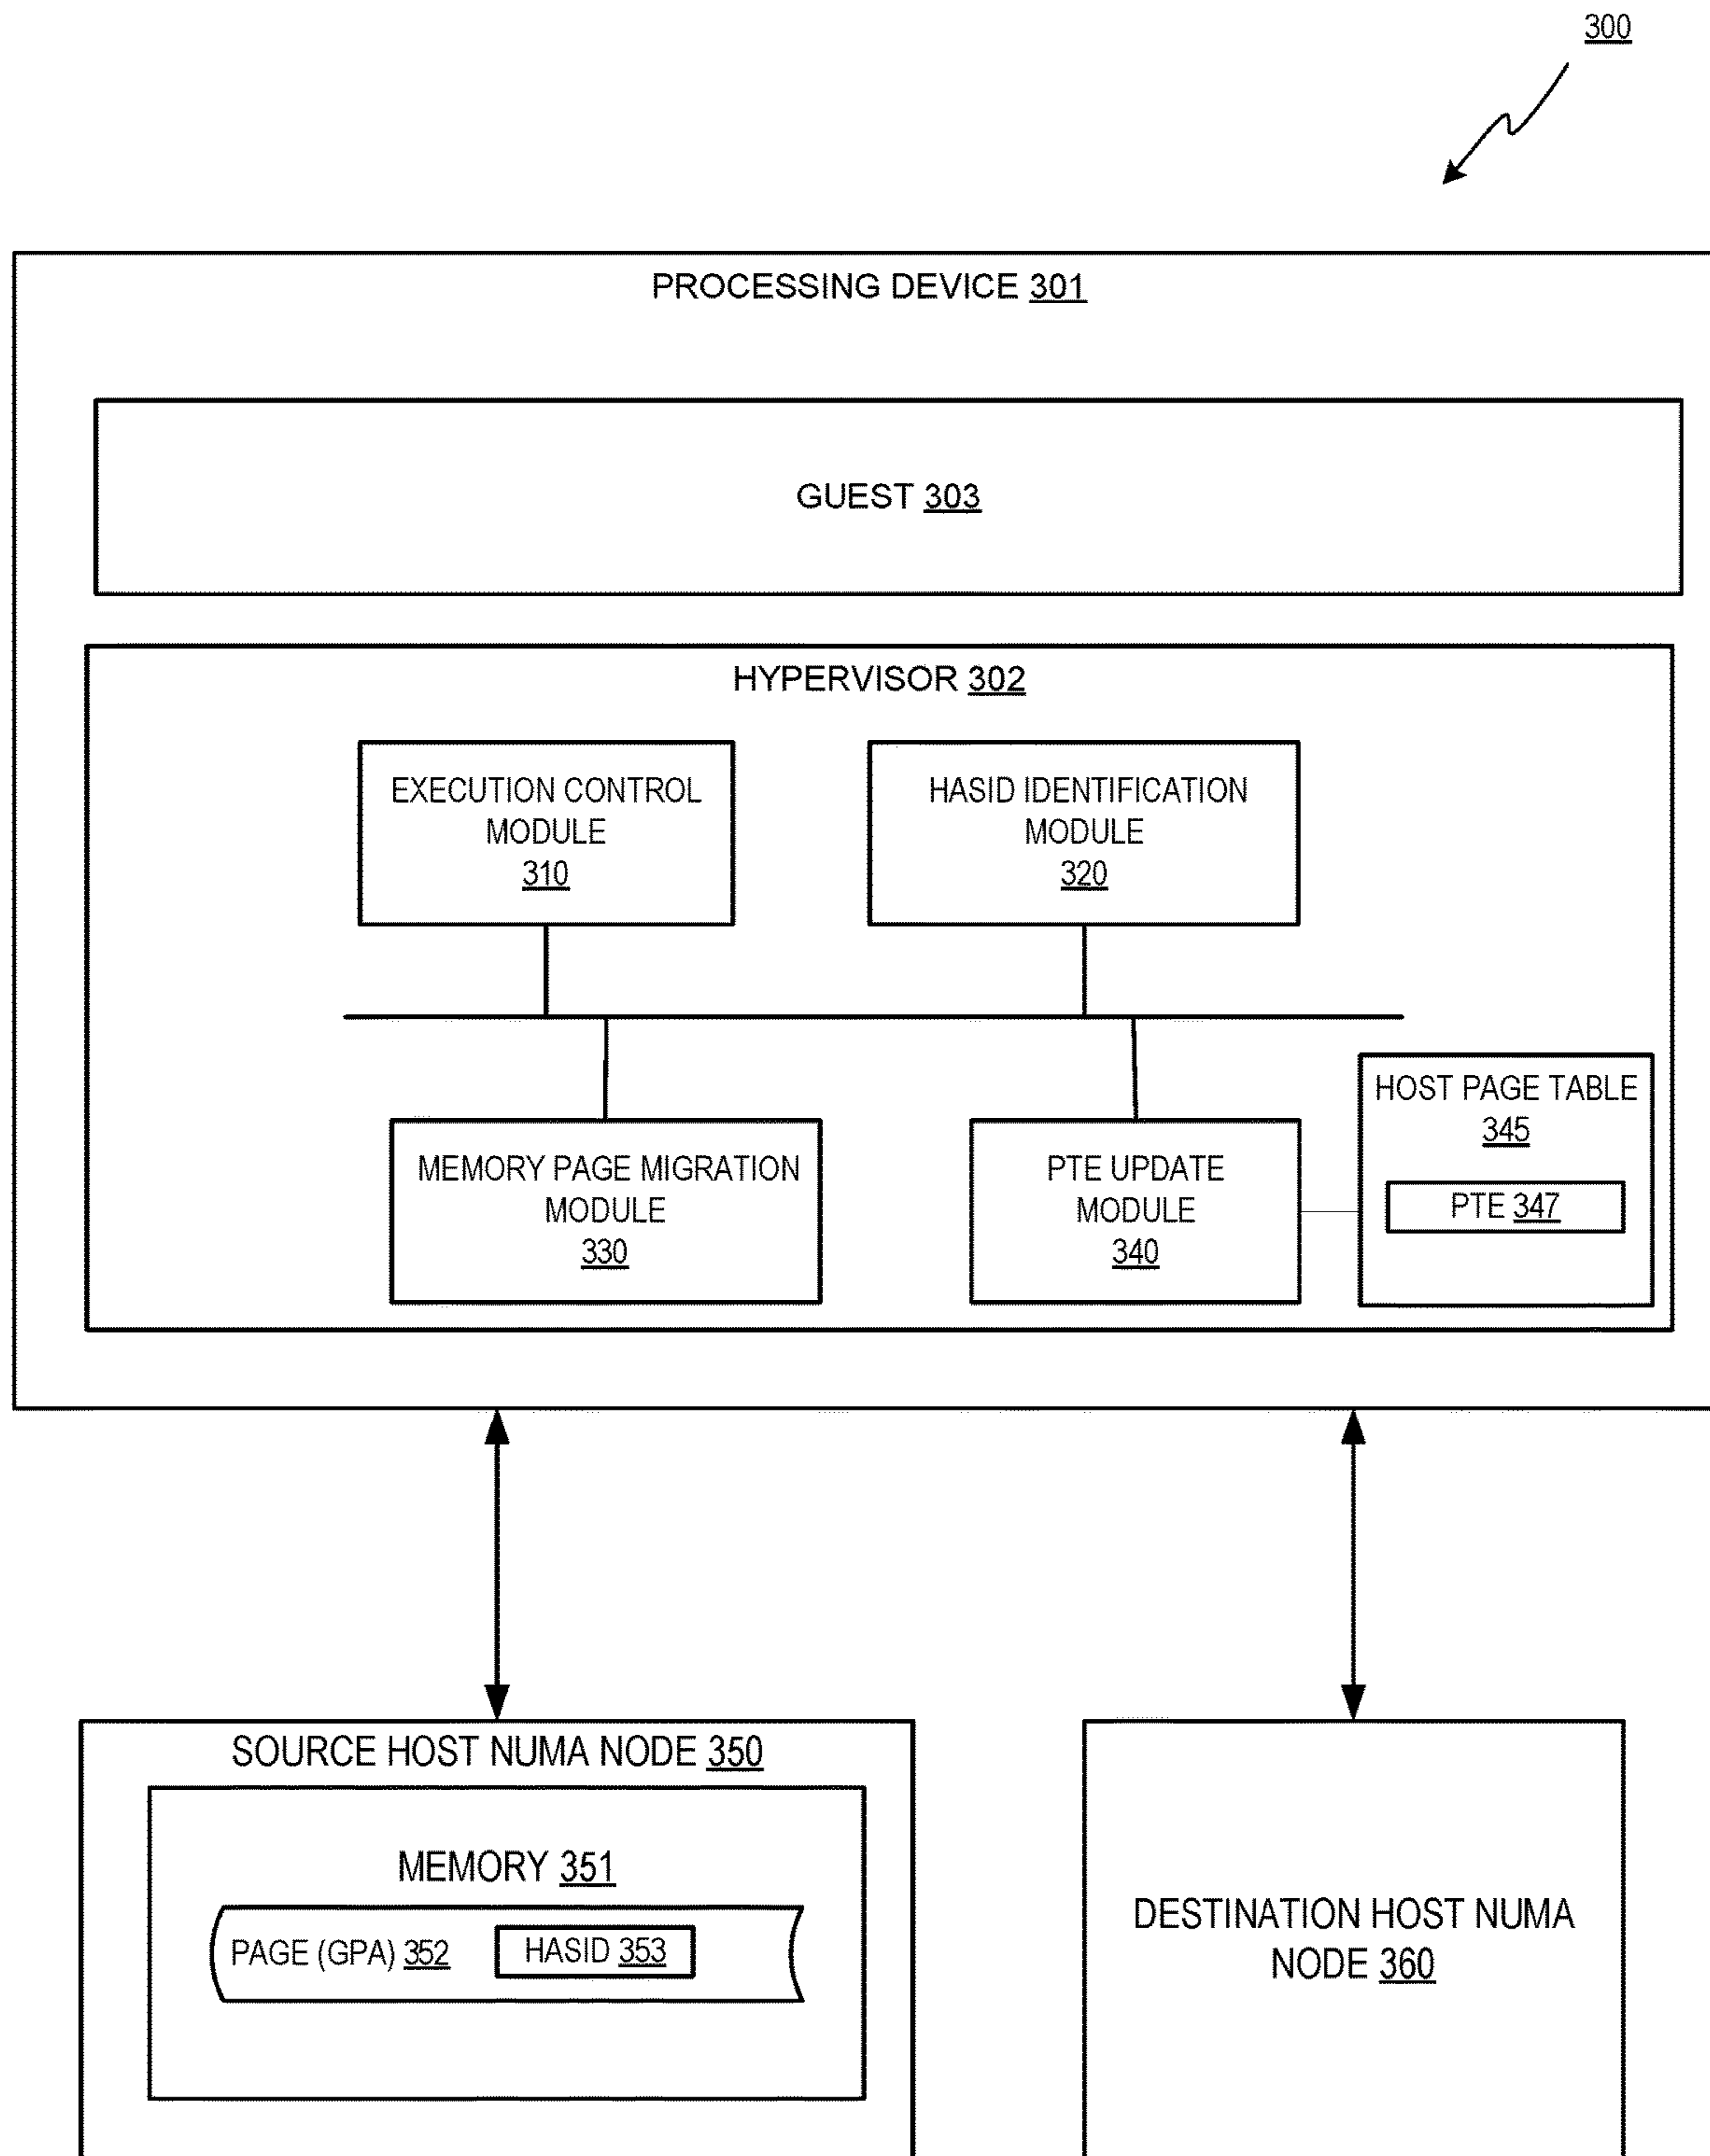 300
PROCESSING DEVICE 301
GUEST 303
HYPERVISOR 302
EXECUTION CONTROL
MODULE
310
HASID IDENTIFICATION
MODULE
320
MEMORY PAGE MIGRATION
MODULE
330
PTE UPDATE
MODULE
340
HOST PAGE TABLE
345
PTE 347
SOURCE HOST NUMA NODE 350
MEMORY 351
PAGE (GPA) 352
HASID 353
DESTINATION HOST NUMA
NODE 360